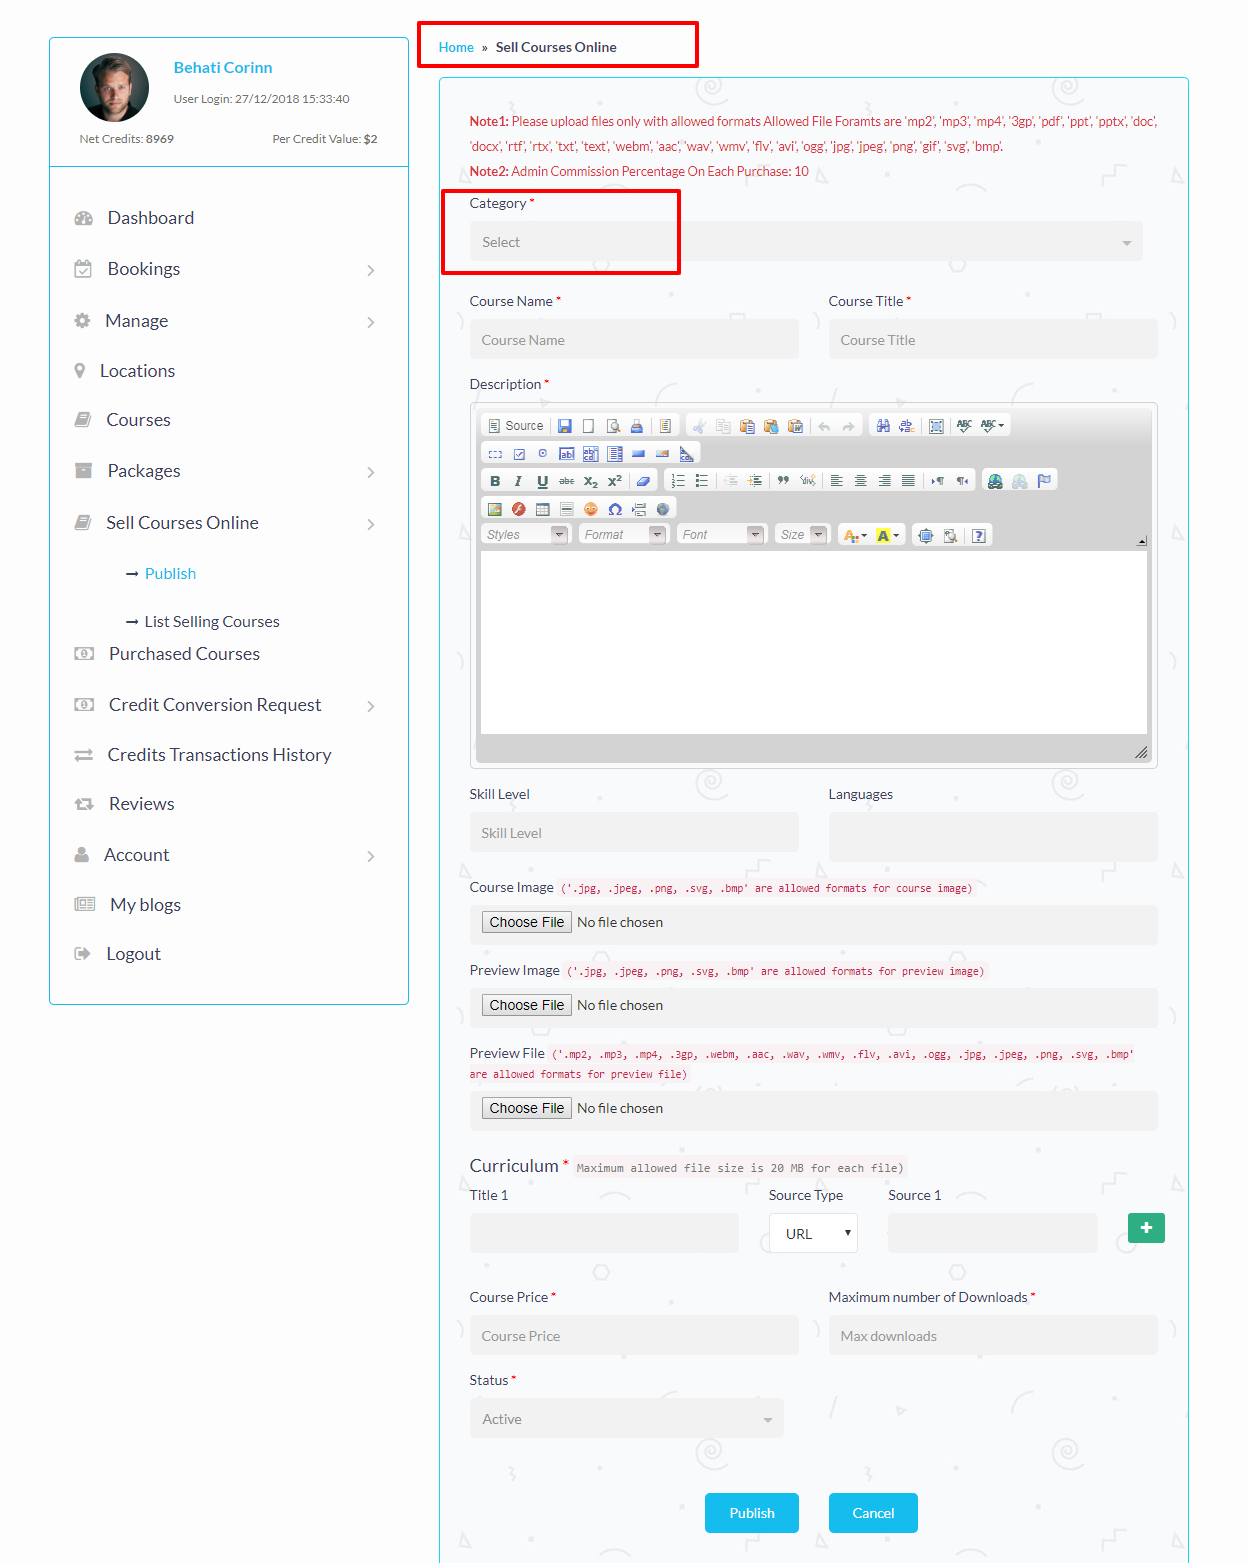 Home » Sell Courses Online
Behati Corinn
User Login: 27/12/2018 15:33:40
Net Credits: 8969 Per Credit Value: $2
Dashboard
Bookings
Manage
Locations
Courses
Packages
Sell Courses Online
Publish
List Selling Courses
Purchased Courses
Credit Conversion Request
Credits Transactions History
Reviews
Account
My blogs
Logout
Note1: Please upload files only with allowed formats Allowed File Foramts are 'mp2', 'mp3', 'mp4', '3gp', 'pdf', 'ppt', 'pptx', 'doc',
'docx', 'rtf', 'rtx', 'txt', 'text', 'webm', 'aac', 'wav', 'wmv', 'flv', 'avi', 'ogg', 'jpg', 'jpeg', 'png', 'gif', 'svg', 'bmp'.
Note2: Admin Commission Percentage On Each Purchase: 10
Category *
Select
Course Name * Course Title *
Course Name Course Title
Description *
Source
Styles Format Font Size
Skill Level Languages
Skill Level
Course Image ('.jpg, .jpeg, .png, .svg, .bmp' are allowed formats for course image)
Choose File No file chosen
Preview Image ('.jpg, .jpeg, .png, .svg, .bmp' are allowed formats for preview image)
Choose File No file chosen
Preview File ('.mp2, .mp3, .mp4, .3gp, .webm, .aac, .wav, .wmv, .flv, .avi, .ogg, .jpg, .jpeg, .png, .svg, .bmp'
are allowed formats for preview file)
Choose File No file chosen
Curriculum * Maximum allowed file size is 20 MB for each file)
Title 1 Source Type Source 1
URL
Course Price * Maximum number of Downloads *
Course Price Max downloads
Status *
Active
Publish Cancel